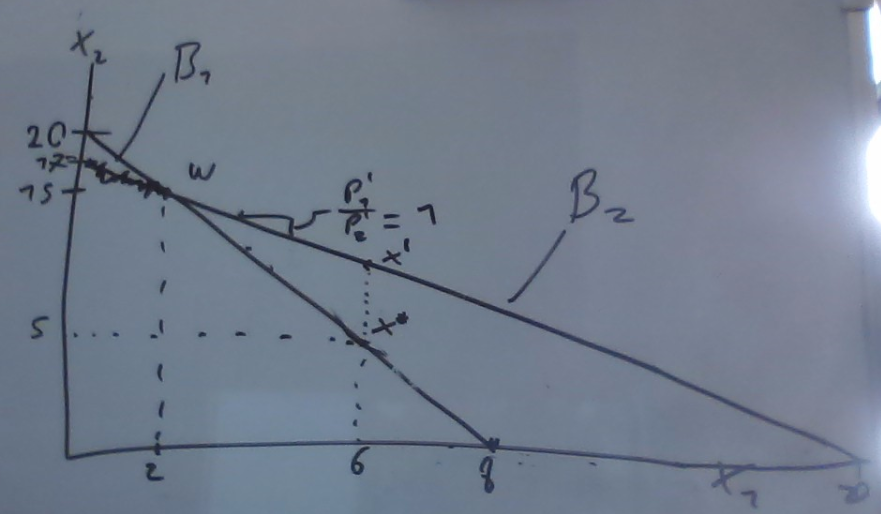 X₂
B₁
20
17
15
w
P₁'
P₂' = 1
B₂
x'
x*
5
2
6
8
X₁
20